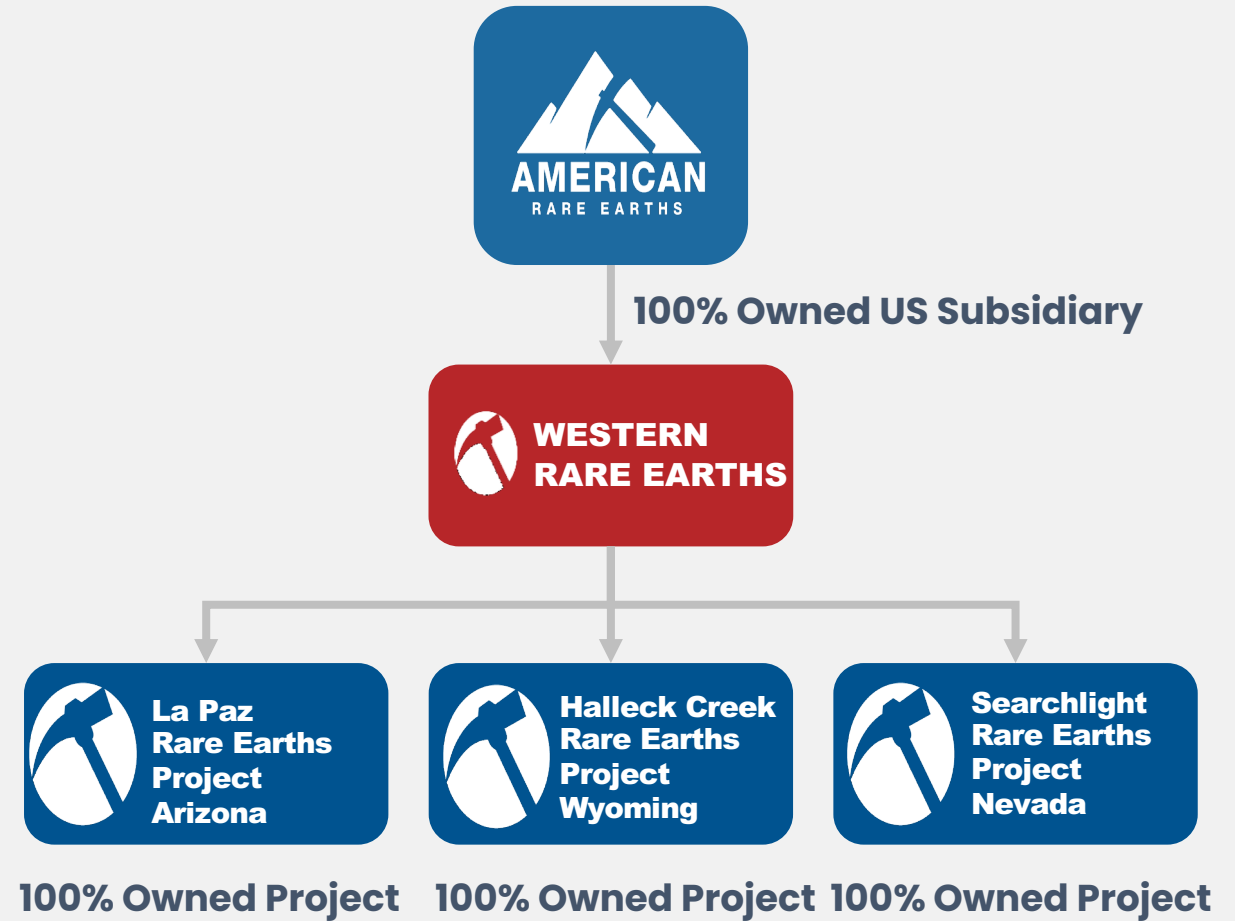 AMERICAN
RARE EARTHS
100% Owned US Subsidiary
WESTERN
RARE EARTHS
La Paz
Rare Earths
Project
Arizona
Halleck Creek
Rare Earths
Project
Wyoming
Searchlight
Rare Earths
Project
Nevada
100% Owned Project
100% Owned Project
100% Owned Project